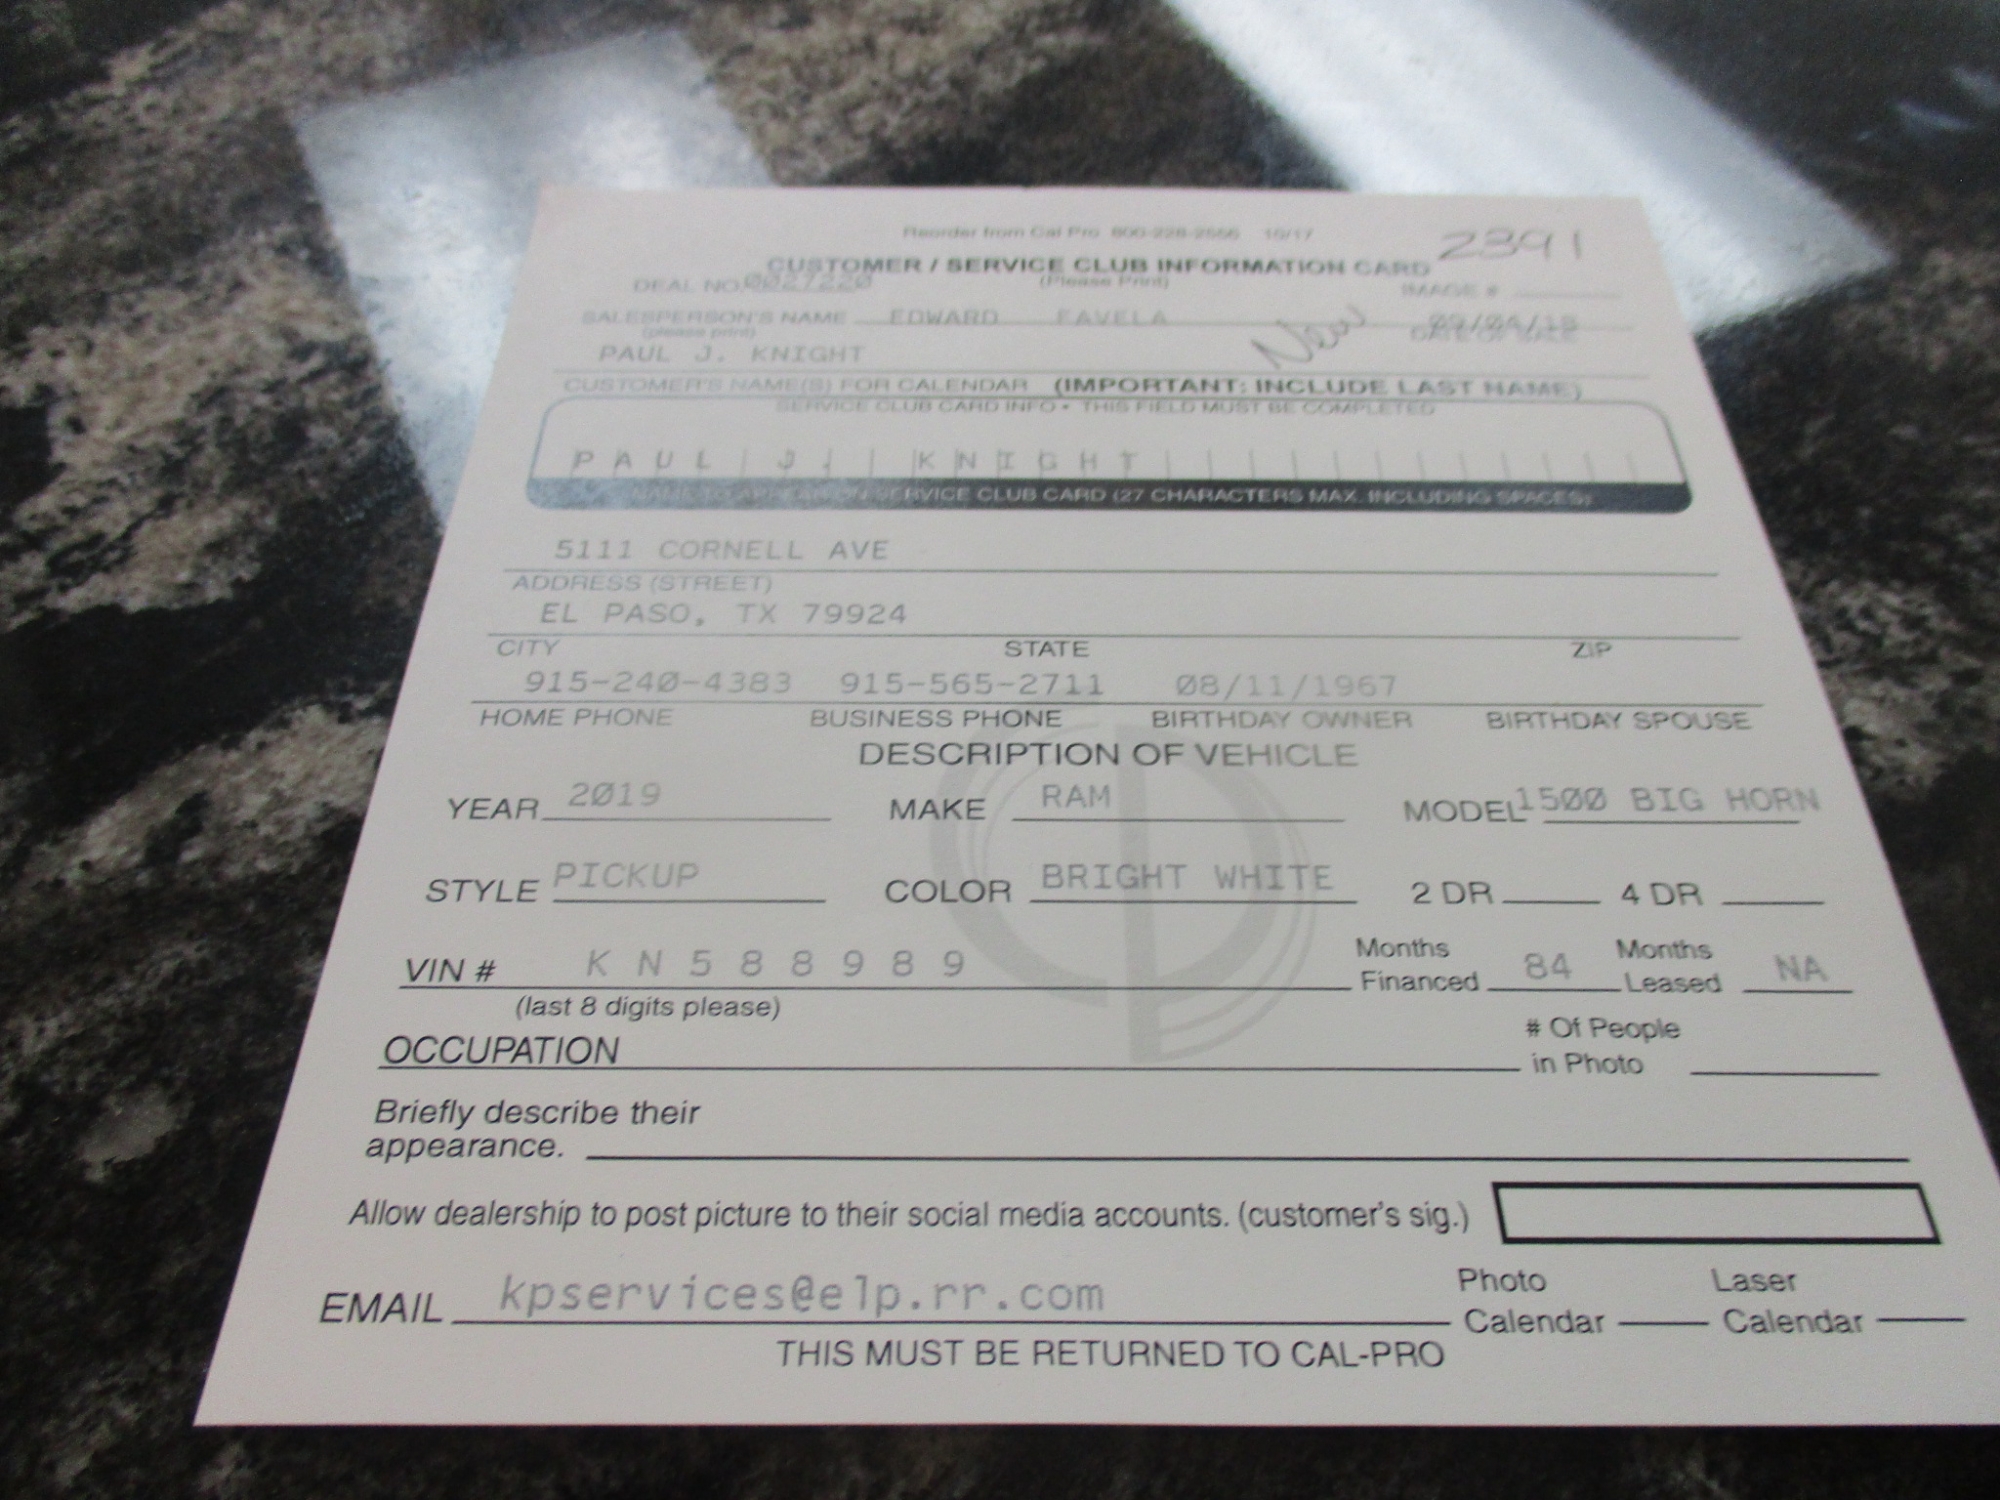 Reorder from Cal Pro 800-228-2556 10/17
2391
CUSTOMER / SERVICE CLUB INFORMATION CARD
DEAL NO. 0027220 (Please Print) IMAGE #
SALESPERSON'S NAME EDWARD FAVELA New
(please print) DATE OF SALE
PAUL J. KNIGHT
CUSTOMER'S NAME(S) FOR CALENDAR (IMPORTANT: INCLUDE LAST NAME)
SERVICE CLUB CARD INFO • THIS FIELD MUST BE COMPLETED
PAUL J. KNIGHT
NAME TO APPEAR ON SERVICE CLUB CARD (27 CHARACTERS MAX. INCLUDING SPACES)
5111 CORNELL AVE
ADDRESS (STREET)
EL PASO, TX 79924
CITY STATE ZIP
915-240-4383 915-565-2711 08/11/1967
HOME PHONE BUSINESS PHONE BIRTHDAY OWNER BIRTHDAY SPOUSE
DESCRIPTION OF VEHICLE
YEAR 2019 MAKE RAM MODEL 1500 BIG HORN
STYLE PICKUP COLOR BRIGHT WHITE 2 DR 4 DR
VIN # K N 5 8 8 9 8 9 Months Financed 84 Months Leased NA
(last 8 digits please)
OCCUPATION # Of People in Photo
Briefly describe their
appearance.
Allow dealership to post picture to their social media accounts. (customer's sig.)
EMAIL kpservices@elp.rr.com Photo Calendar Laser Calendar
THIS MUST BE RETURNED TO CAL-PRO